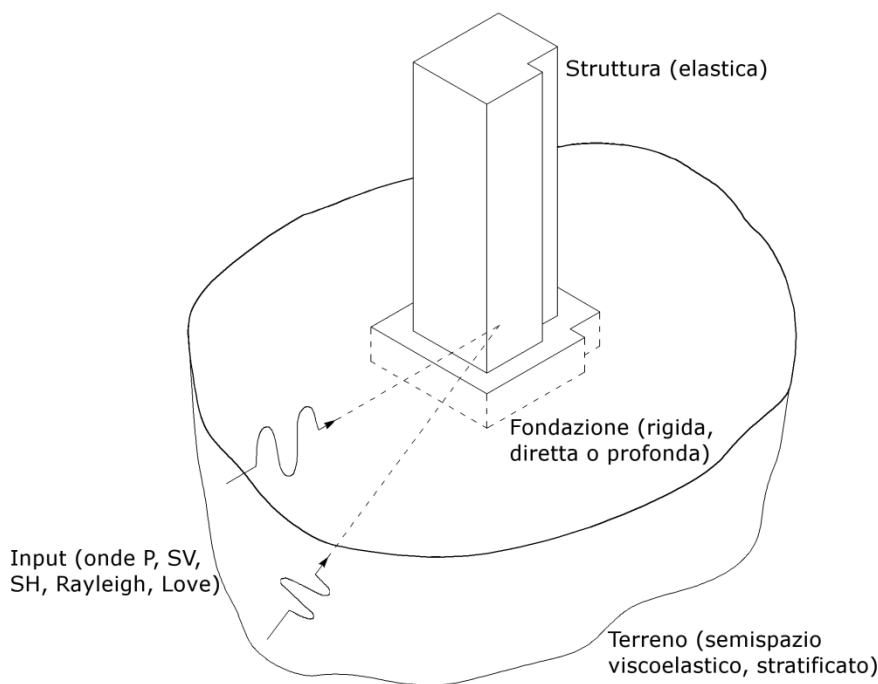 Struttura (elastica)
Fondazione (rigida,
diretta o profonda)
Input (onde P, SV,
SH, Rayleigh, Love)
Terreno (semispazio
viscoelastico, stratificato)